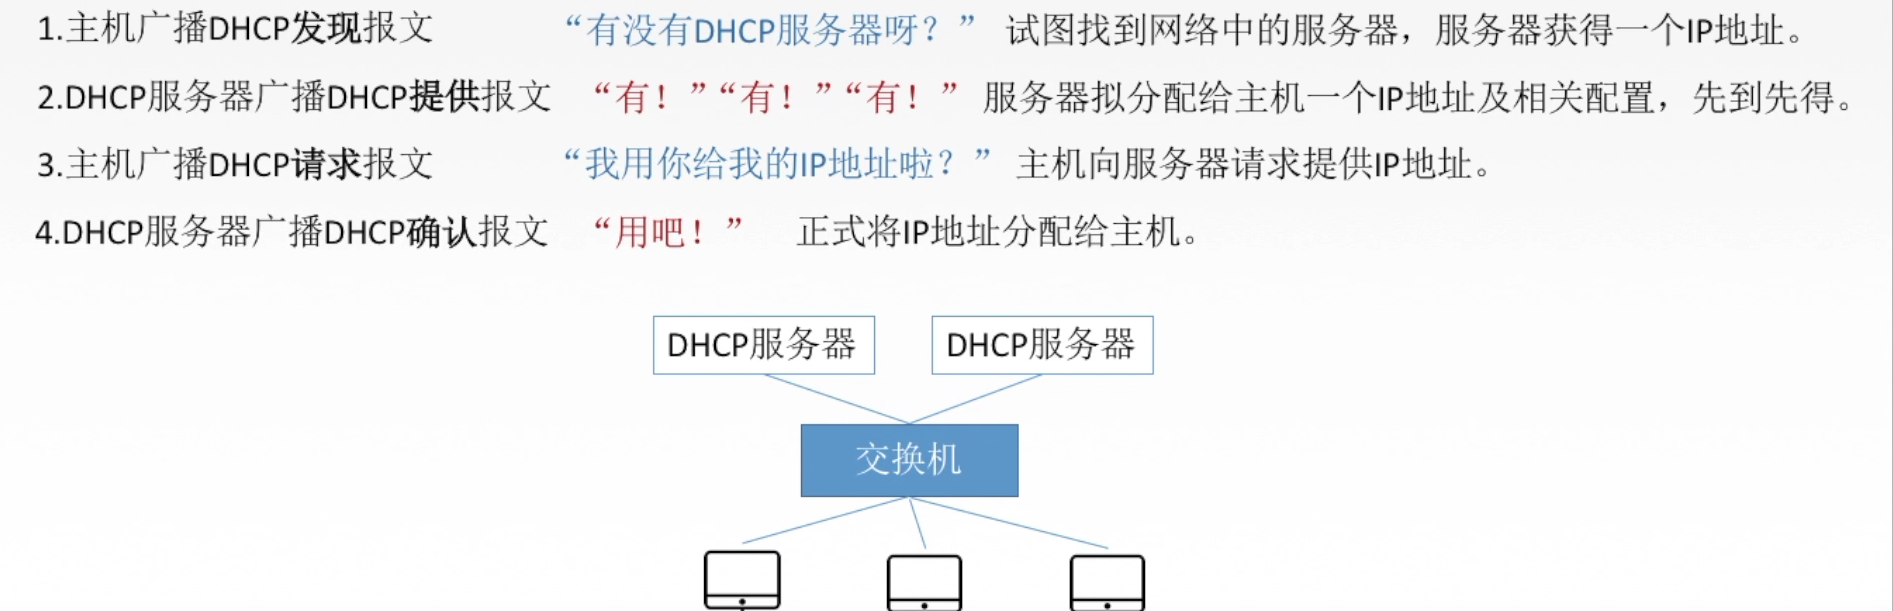 1.主机广播DHCP发现报文 “有没有DHCP服务器呀？” 试图找到网络中的服务器，服务器获得一个IP地址。
2.DHCP服务器广播DHCP提供报文 “有！”“有！”“有！” 服务器拟分配给主机一个IP地址及相关配置，先到先得。
3.主机广播DHCP请求报文 “我用你给我的IP地址啦？” 主机向服务器请求提供IP地址。
4.DHCP服务器广播DHCP确认报文 “用吧！” 正式将IP地址分配给主机。
DHCP服务器 DHCP服务器
交换机